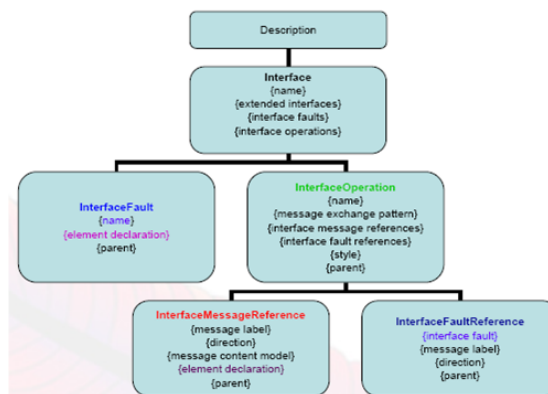 Description
Interface
{name}
{extended interfaces}
{interface faults}
{interface operations}
InterfaceFault
{name}
{element declaration}
{parent}
InterfaceOperation
{name}
{message exchange pattern}
{interface message references}
{interface fault references}
{style}
{parent}
InterfaceMessageReference
{message label}
{direction}
{message content model}
{element declaration}
{parent}
InterfaceFaultReference
{interface fault}
{message label}
{direction}
{parent}